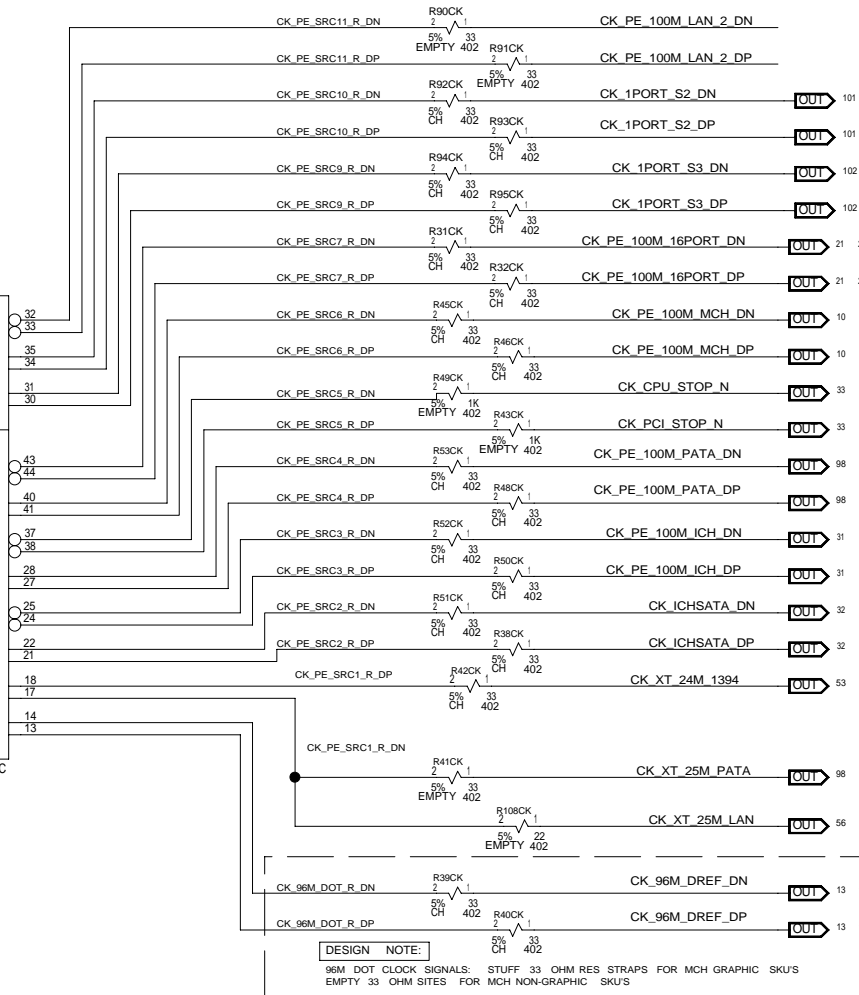 R90CK
CK_PE_SRC11_R_DN 2 1 CK_PE_100M_LAN_2_DN
5% 33
EMPTY 402
R91CK
CK_PE_SRC11_R_DP 2 1 CK_PE_100M_LAN_2_DP
5% 33
EMPTY 402
R92CK
CK_PE_SRC10_R_DN 2 1 CK_1PORT_S2_DN OUT 101
5% 33
CH 402
R93CK
CK_PE_SRC10_R_DP 2 1 CK_1PORT_S2_DP OUT 101
5% 33
CH 402
R94CK
CK_PE_SRC9_R_DN 2 1 CK_1PORT_S3_DN OUT 102
5% 33
CH 402
R95CK
CK_PE_SRC9_R_DP 2 1 CK_1PORT_S3_DP OUT 102
5% 33
CH 402
R31CK
CK_PE_SRC7_R_DN 2 1 CK_PE_100M_16PORT_DN OUT 21
5% 33
CH 402
R32CK
CK_PE_SRC7_R_DP 2 1 CK_PE_100M_16PORT_DP OUT 21
5% 33
CH 402
R45CK
CK_PE_SRC6_R_DN 2 1 CK_PE_100M_MCH_DN OUT 10
5% 33
CH 402
R46CK
CK_PE_SRC6_R_DP 2 1 CK_PE_100M_MCH_DP OUT 10
5% 33
CH 402
R49CK
CK_PE_SRC5_R_DN 2 1 CK_CPU_STOP_N OUT 33
5% 1K
EMPTY 402
R43CK
CK_PE_SRC5_R_DP 2 1 CK_PCI_STOP_N OUT 33
5% 1K
EMPTY 402
R53CK
CK_PE_SRC4_R_DN 2 1 CK_PE_100M_PATA_DN OUT 98
5% 33
CH 402
R48CK
CK_PE_SRC4_R_DP 2 1 CK_PE_100M_PATA_DP OUT 98
5% 33
CH 402
R52CK
CK_PE_SRC3_R_DN 2 1 CK_PE_100M_ICH_DN OUT 31
5% 33
CH 402
R50CK
CK_PE_SRC3_R_DP 2 1 CK_PE_100M_ICH_DP OUT 31
5% 33
CH 402
R51CK
CK_PE_SRC2_R_DN 2 1 CK_ICHSATA_DN OUT 32
5% 33
CH 402
R38CK
CK_PE_SRC2_R_DP 2 1 CK_ICHSATA_DP OUT 32
5% 33
CH 402
R42CK
CK_PE_SRC1_R_DP 2 1 CK_XT_24M_1394 OUT 53
5% 33
CH 402
CK_PE_SRC1_R_DN
R41CK
2 1 CK_XT_25M_PATA OUT 98
5% 33
EMPTY 402
R108CK
2 1 CK_XT_25M_LAN OUT 56
5% 22
EMPTY 402
R39CK
CK_96M_DOT_R_DN 2 1 CK_96M_DREF_DN OUT 13
5% 33
CH 402
R40CK
CK_96M_DOT_R_DP 2 1 CK_96M_DREF_DP OUT 13
5% 33
CH 402
32
33
35
34
31
30
43
44
40
41
37
38
28
27
25
24
22
21
18
17
14
13
C
DESIGN NOTE:
96M DOT CLOCK SIGNALS: STUFF 33 OHM RES STRAPS FOR MCH GRAPHIC SKU'S
EMPTY 33 OHM SITES FOR MCH NON-GRAPHIC SKU'S